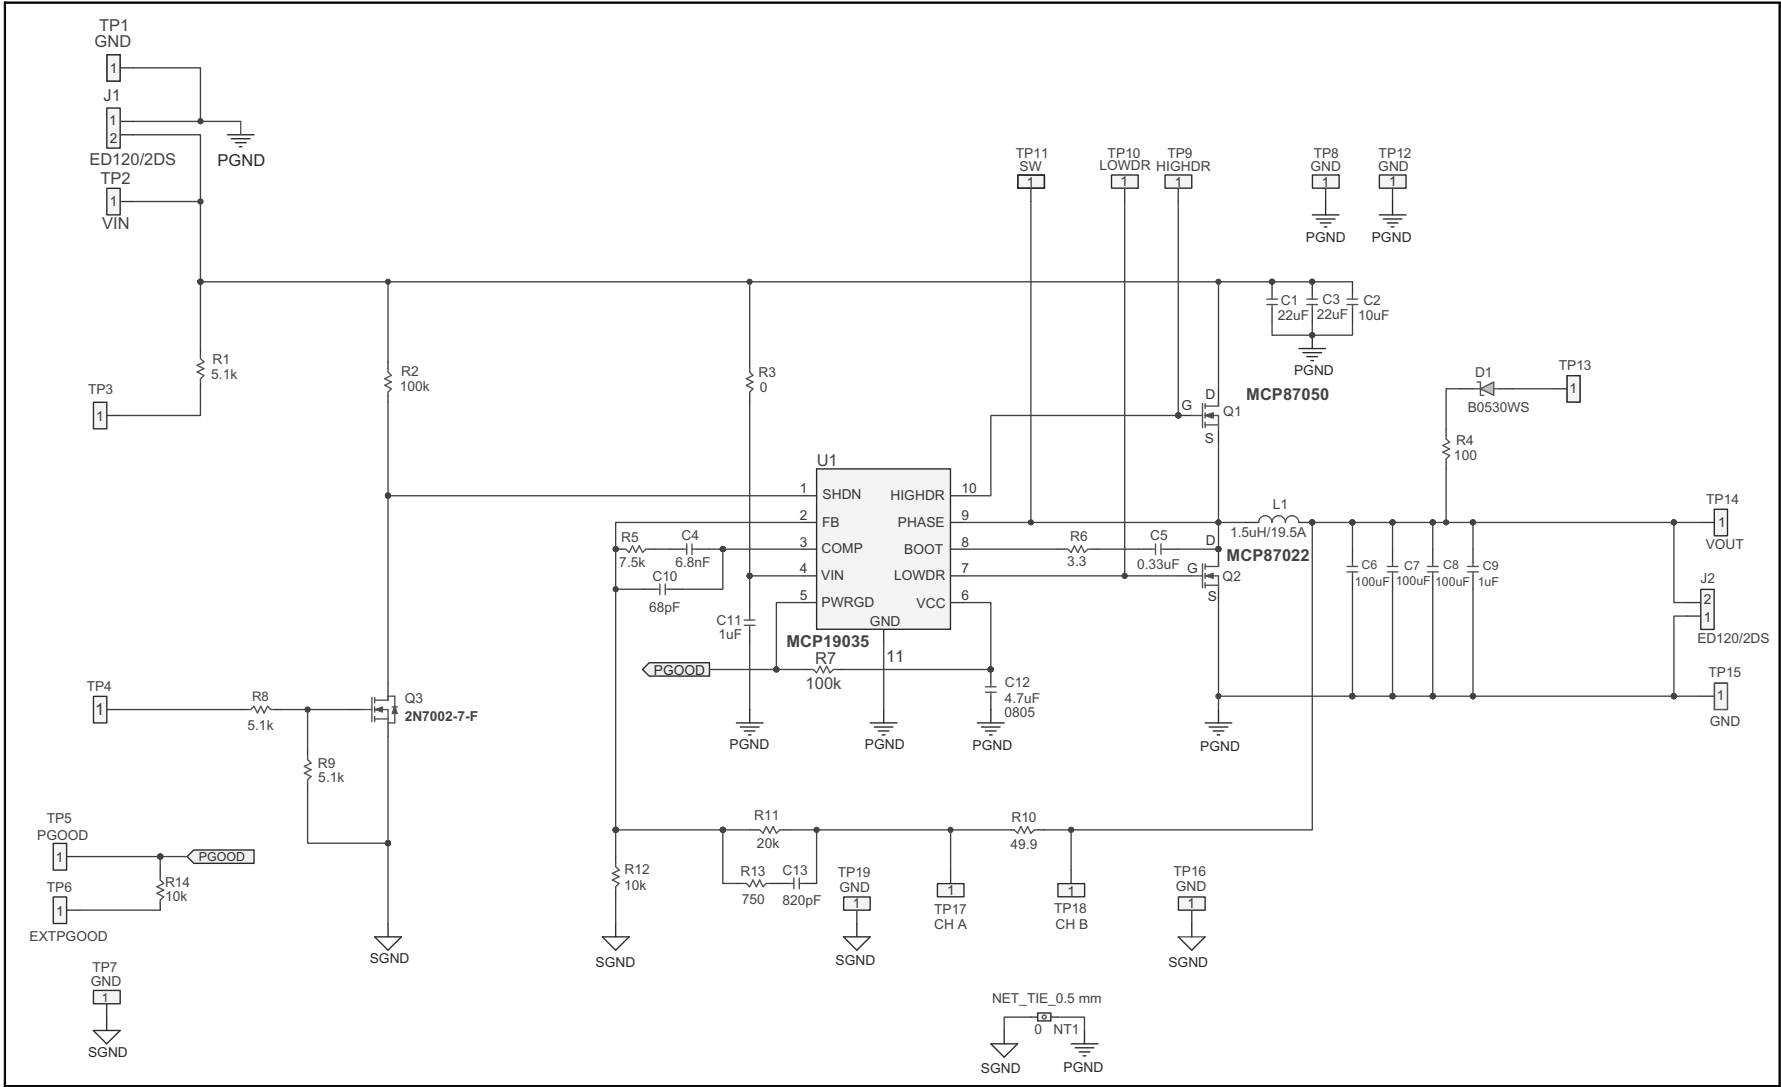 TP1
GND
1
J1
1
2
ED120/2DS
PGND
TP2
1
VIN
TP11
SW
1
TP10
LOWDR
1
TP9
HIGHDR
1
TP8
GND
1
PGND
TP12
GND
1
PGND
C1
22uF
C3
22uF
C2
10uF
PGND
R1
5.1k
TP3
1
R2
100k
R3
0
D
G
Q1
S
MCP87050
D1
B0530WS
TP13
1
R4
100
U1
1
SHDN
2
FB
3
COMP
4
VIN
5
PWRGD
HIGHDR
10
PHASE
9
BOOT
8
LOWDR
7
VCC
6
GND
11
MCP19035
R5
7.5k
C4
6.8nF
C10
68pF
C11
1uF
R6
3.3
C5
0.33uF
D
G
Q2
S
MCP87022
L1
1.5uH/19.5A
C6
100uF
C7
100uF
C8
100uF
C9
1uF
TP14
1
VOUT
J2
2
1
ED120/2DS
TP15
1
GND
PGOOD
R7
100k
C12
4.7uF
0805
PGND
PGND
PGND
PGND
TP4
1
R8
5.1k
Q3
2N7002-7-F
R9
5.1k
TP5
PGOOD
1
PGOOD
TP6
1
R14
10k
EXTPGOOD
SGND
R12
10k
SGND
R11
20k
R13
750
C13
820pF
R10
49.9
TP19
GND
1
SGND
1
TP17
CH A
1
TP18
CH B
TP16
GND
1
SGND
TP7
GND
1
SGND
NET_TIE_0.5 mm
0 NT1
SGND
PGND